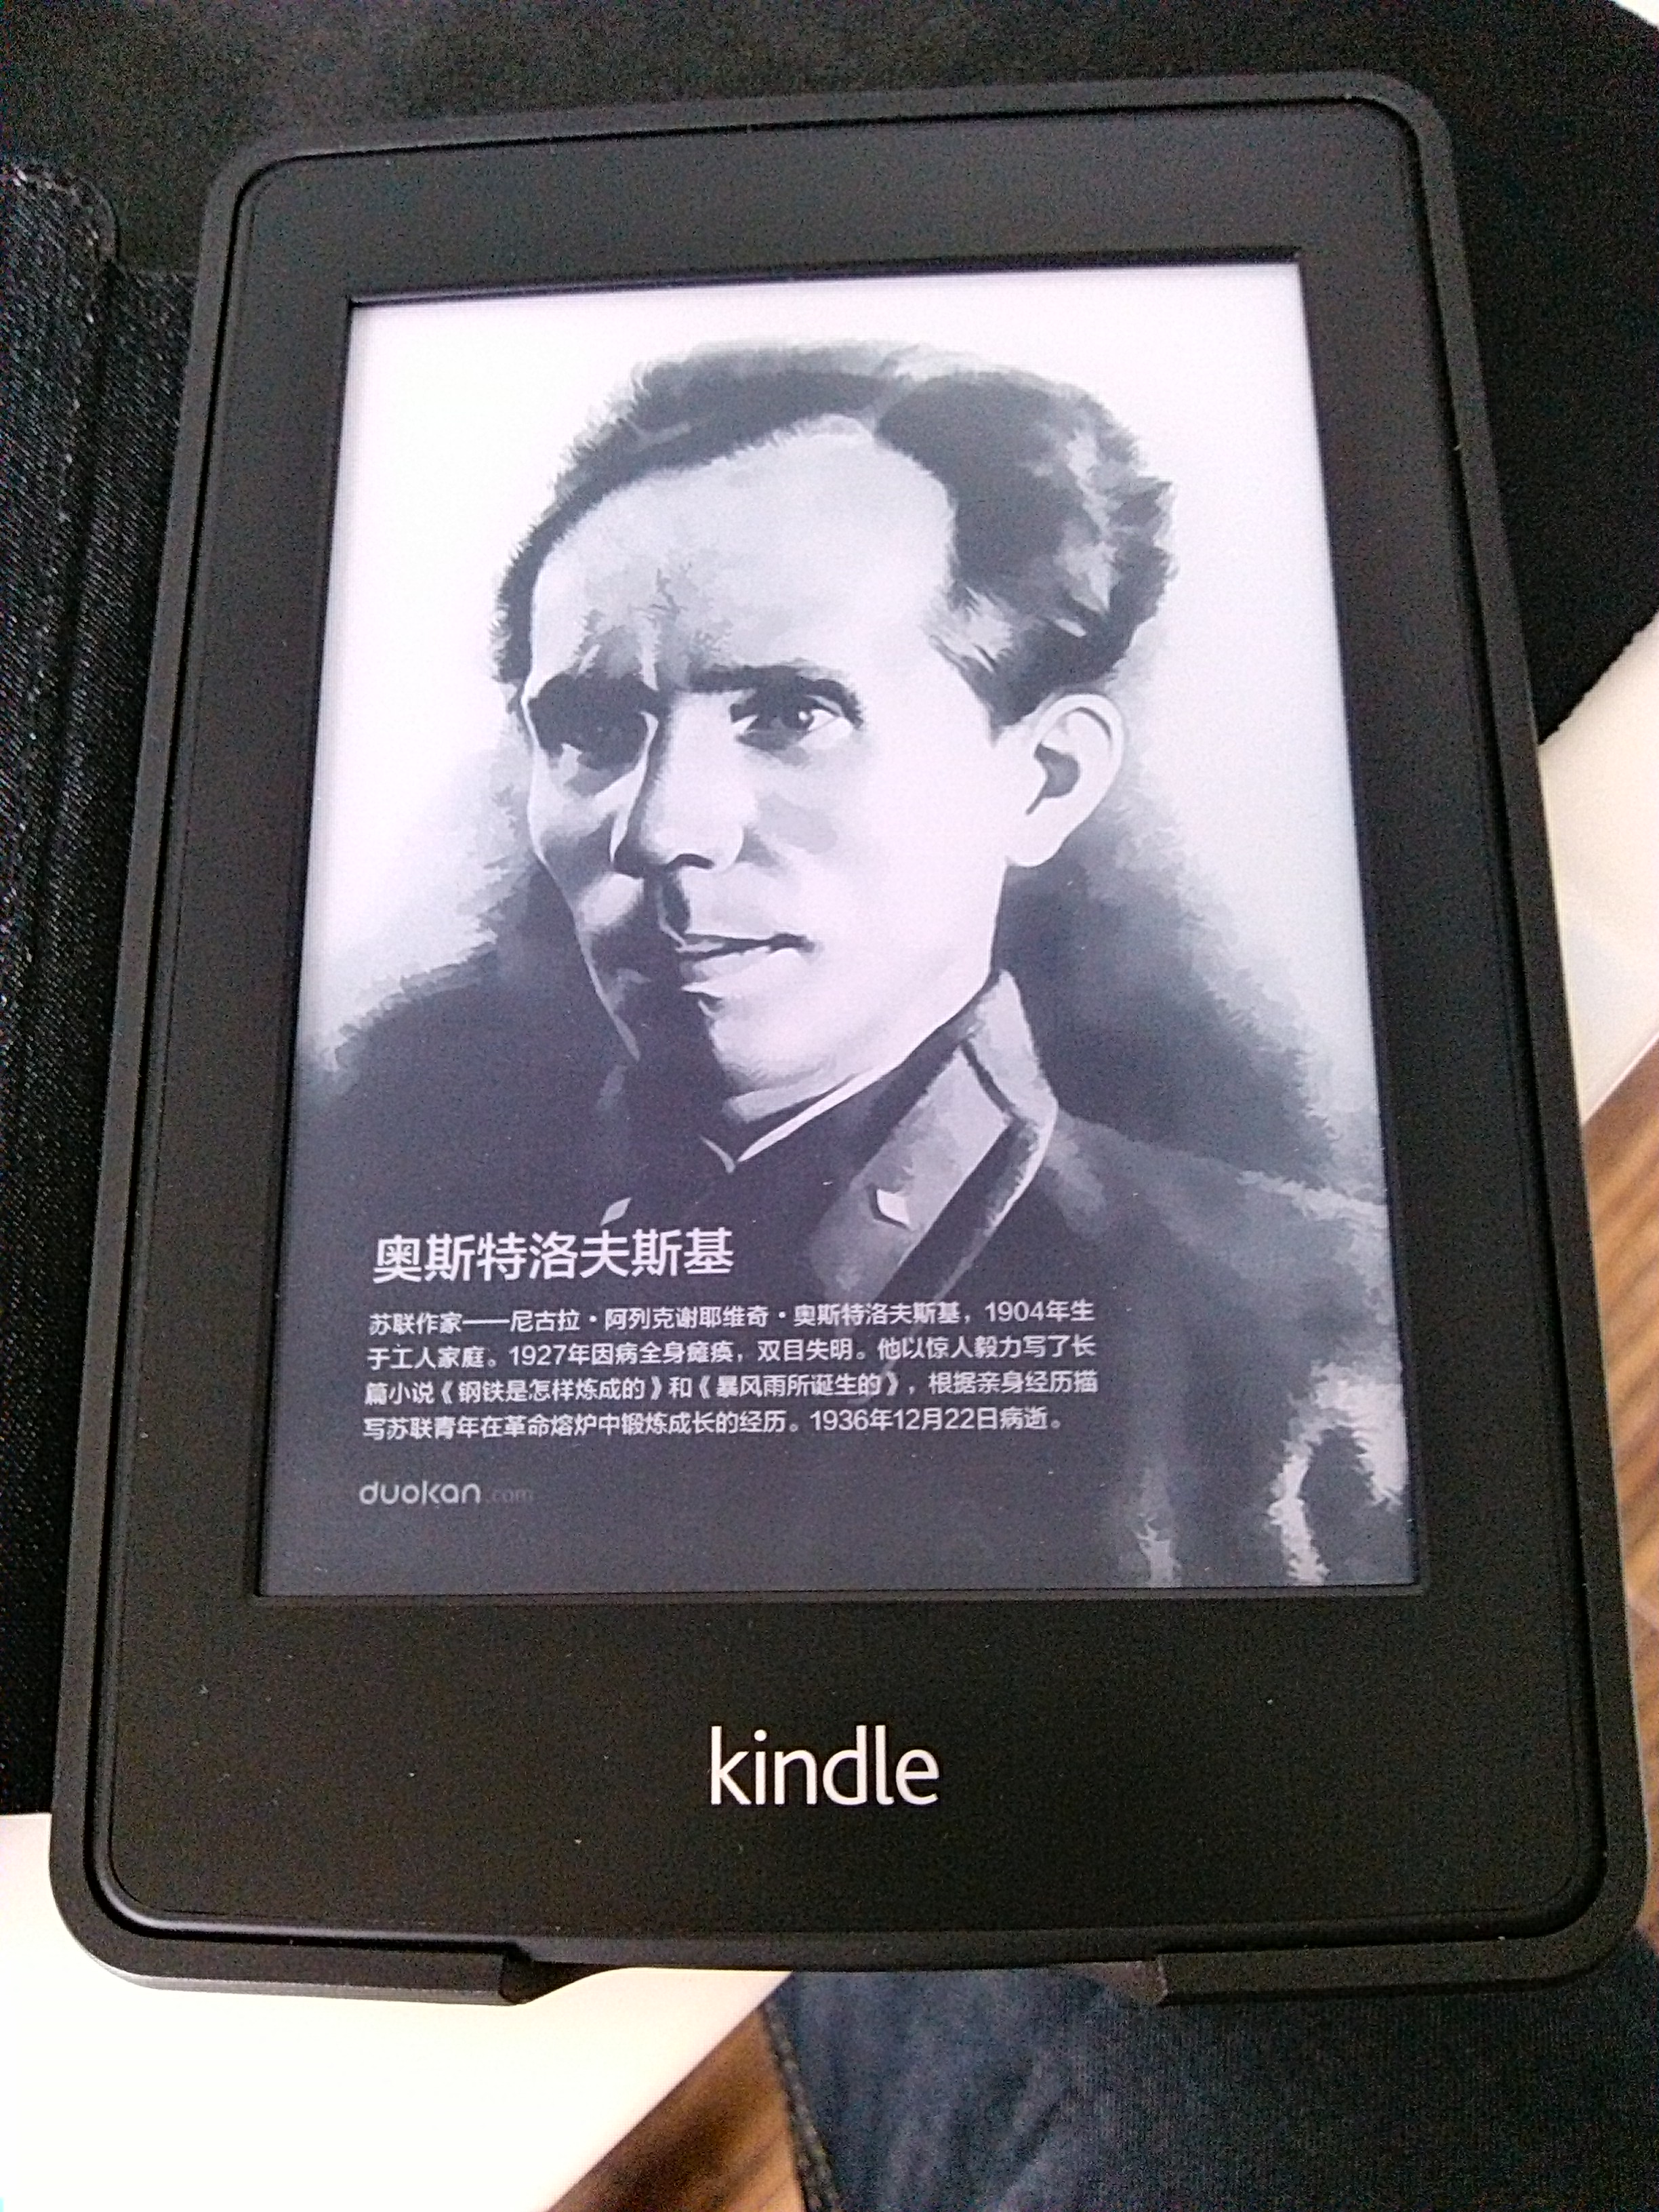 奥斯特洛夫斯基
苏联作家——尼古拉·阿列克谢耶维奇·奥斯特洛夫斯基，1904年生
于工人家庭。1927年因病全身瘫痪，双目失明。他以惊人毅力写了长
篇小说《钢铁是怎样炼成的》和《暴风雨所诞生的》，根据亲身经历描
写苏联青年在革命熔炉中锻炼成长的经历。1936年12月22日病逝。
duokan.com
kindle